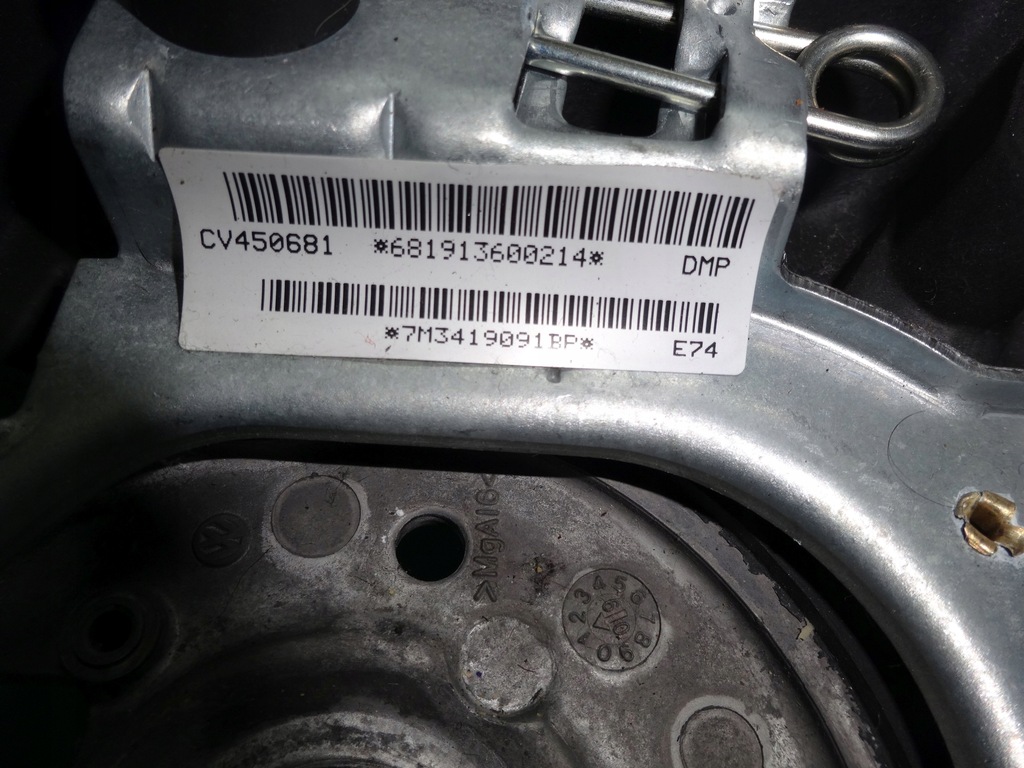 CV450681 *681913600214* DMP
*7M3419091BP* E74
>MgAl6<